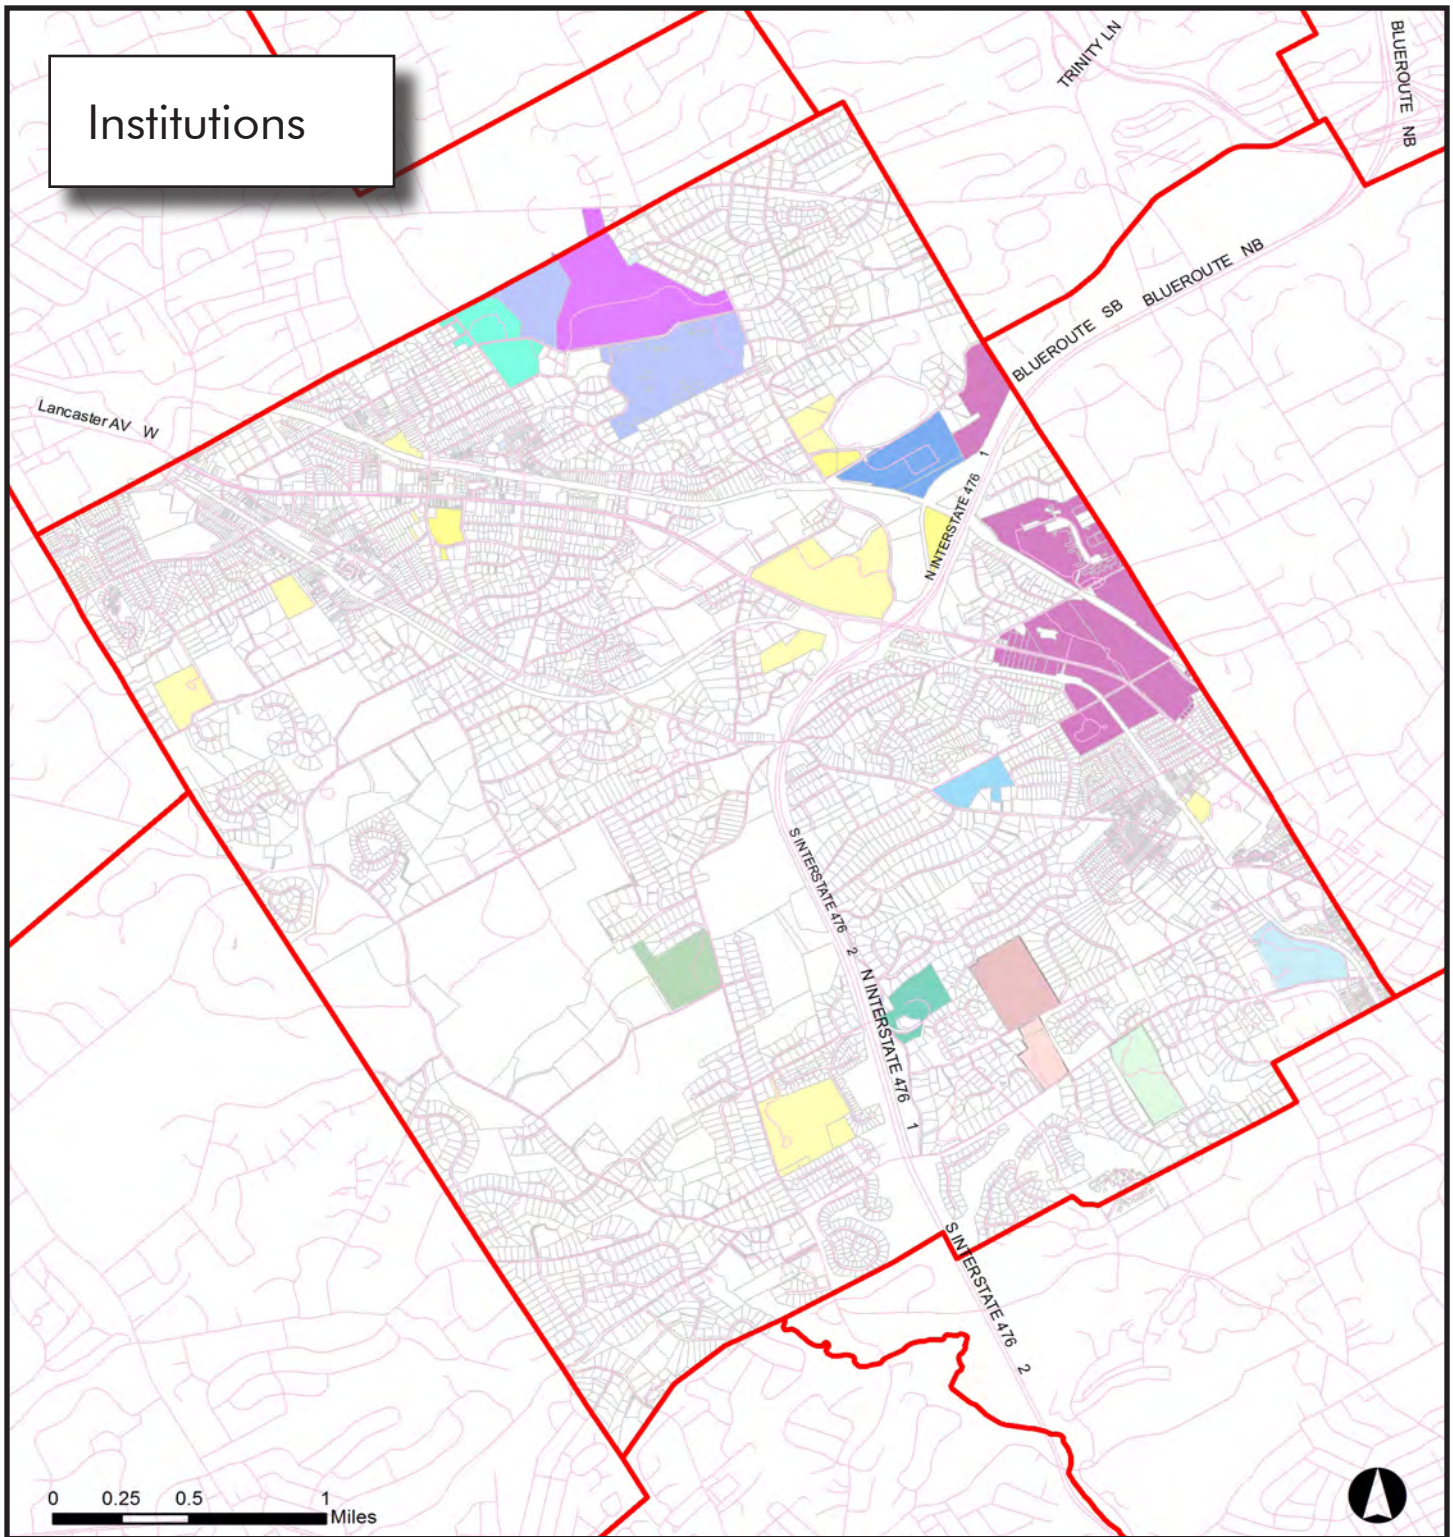 Institutions
TRINITY LN
BLUEROUTE NB
BLUEROUTE SB
BLUEROUTE NB
Lancaster AV W
N INTERSTATE 476 1
S INTERSTATE 476 2
N INTERSTATE 476 1
S INTERSTATE 476 2
0 0.25 0.5 1
Miles